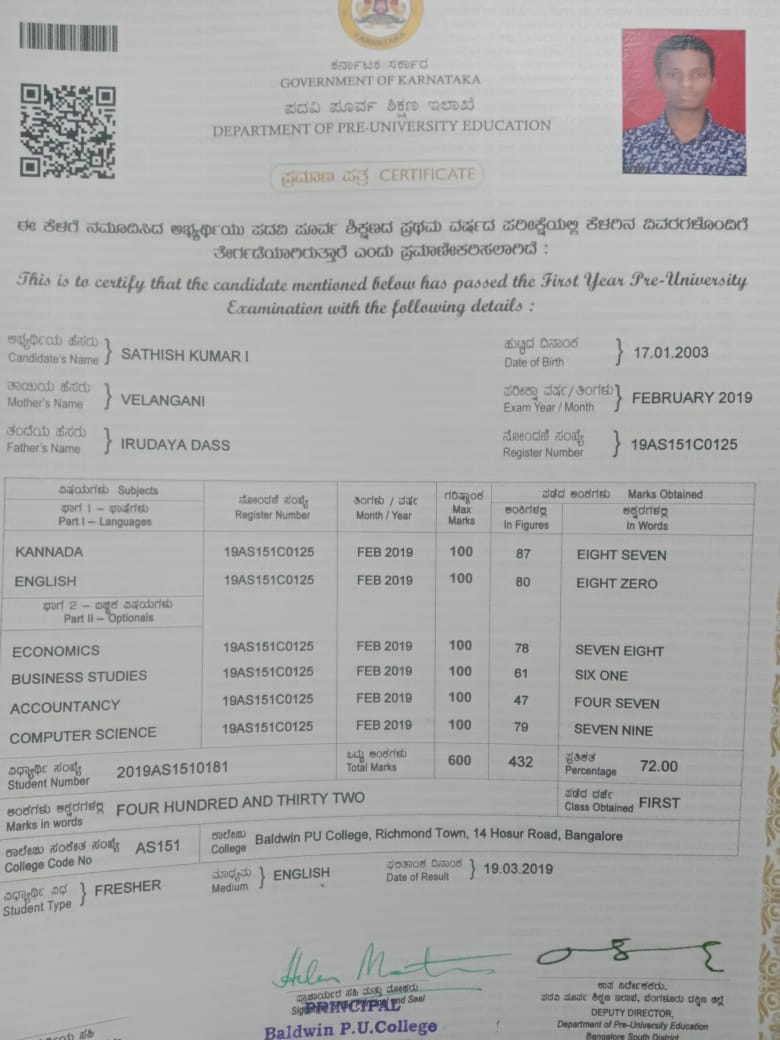 KARNATAKA
ಕರ್ನಾಟಕ ಸರ್ಕಾರ
GOVERNMENT OF KARNATAKA
ಪದವಿ ಪೂರ್ವ ಶಿಕ್ಷಣ ಇಲಾಖೆ
DEPARTMENT OF PRE-UNIVERSITY EDUCATION
ಪ್ರಮಾಣ ಪತ್ರ CERTIFICATE
ಈ ಕೆಳಗೆ ನಮೂದಿಸಿದ ಅಭ್ಯರ್ಥಿಯು ಪದವಿ ಪೂರ್ವ ಶಿಕ್ಷಣದ ಪ್ರಥಮ ವರ್ಷದ ಪರೀಕ್ಷೆಯಲ್ಲಿ ಕೆಳಗಿನ ವಿವರಗಳೊಂದಿಗೆ
ತೇರ್ಗಡೆಯಾಗಿರುತ್ತಾರೆ ಎಂದು ಪ್ರಮಾಣೀಕರಿಸಲಾಗಿದೆ :
This is to certify that the candidate mentioned below has passed the First Year Pre-University
Examination with the following details :
ಅಭ್ಯರ್ಥಿಯ ಹೆಸರು
Candidate's Name } SATHISH KUMAR I
ಹುಟ್ಟಿದ ದಿನಾಂಕ
Date of Birth } 17.01.2003
ತಾಯಿಯ ಹೆಸರು
Mother's Name } VELANGANI
ಪರೀಕ್ಷಾ ವರ್ಷ/ತಿಂಗಳು
Exam Year / Month } FEBRUARY 2019
ತಂದೆಯ ಹೆಸರು
Father's Name } IRUDAYA DASS
ನೋಂದಣಿ ಸಂಖ್ಯೆ
Register Number } 19AS151C0125
ವಿಷಯಗಳು Subjects
ಭಾಗ 1 – ಭಾಷೆಗಳು
Part I – Languages
ನೋಂದಣಿ ಸಂಖ್ಯೆ
Register Number
ತಿಂಗಳು / ವರ್ಷ
Month / Year
ಗರಿಷ್ಠಾಂಕ
Max
Marks
ಪಡೆದ ಅಂಕಗಳು Marks Obtained
ಅಂಕಿಗಳಲ್ಲಿ
In Figures
ಅಕ್ಷರಗಳಲ್ಲಿ
In Words
KANNADA 19AS151C0125 FEB 2019 100 87 EIGHT SEVEN
ENGLISH 19AS151C0125 FEB 2019 100 80 EIGHT ZERO
ಭಾಗ 2 – ಐಚ್ಛಿಕ ವಿಷಯಗಳು
Part II – Optionals
ECONOMICS 19AS151C0125 FEB 2019 100 78 SEVEN EIGHT
BUSINESS STUDIES 19AS151C0125 FEB 2019 100 61 SIX ONE
ACCOUNTANCY 19AS151C0125 FEB 2019 100 47 FOUR SEVEN
COMPUTER SCIENCE 19AS151C0125 FEB 2019 100 79 SEVEN NINE
ವಿದ್ಯಾರ್ಥಿ ಸಂಖ್ಯೆ
Student Number 2019AS1510181
ಒಟ್ಟು ಅಂಕಗಳು
Total Marks 600 432
ಪ್ರತಿಶತ
Percentage 72.00
ಅಂಕಗಳು ಅಕ್ಷರಗಳಲ್ಲಿ
Marks in words FOUR HUNDRED AND THIRTY TWO
ಪಡೆದ ದರ್ಜೆ
Class Obtained FIRST
ಕಾಲೇಜು ಸಂಕೇತ ಸಂಖ್ಯೆ
College Code No AS151
ಕಾಲೇಜು
College Baldwin PU College, Richmond Town, 14 Hosur Road, Bangalore
ವಿದ್ಯಾರ್ಥಿ ವಿಧ
Student Type } FRESHER
ಮಾಧ್ಯಮ
Medium } ENGLISH
ಫಲಿತಾಂಶ ದಿನಾಂಕ
Date of Result } 19.03.2019
ಪ್ರಾಚಾರ್ಯರ ಸಹಿ ಮತ್ತು ಮೊಹರು
Principal and Seal
PRINCIPAL
Baldwin P.U.College
ಉಪ ನಿರ್ದೇಶಕರು,
ಪದವಿ ಪೂರ್ವ ಶಿಕ್ಷಣ ಇಲಾಖೆ, ಬೆಂಗಳೂರು ದಕ್ಷಿಣ ಜಿಲ್ಲೆ
DEPUTY DIRECTOR,
Department of Pre-University Education
Bangalore South District
ಸಹಿ